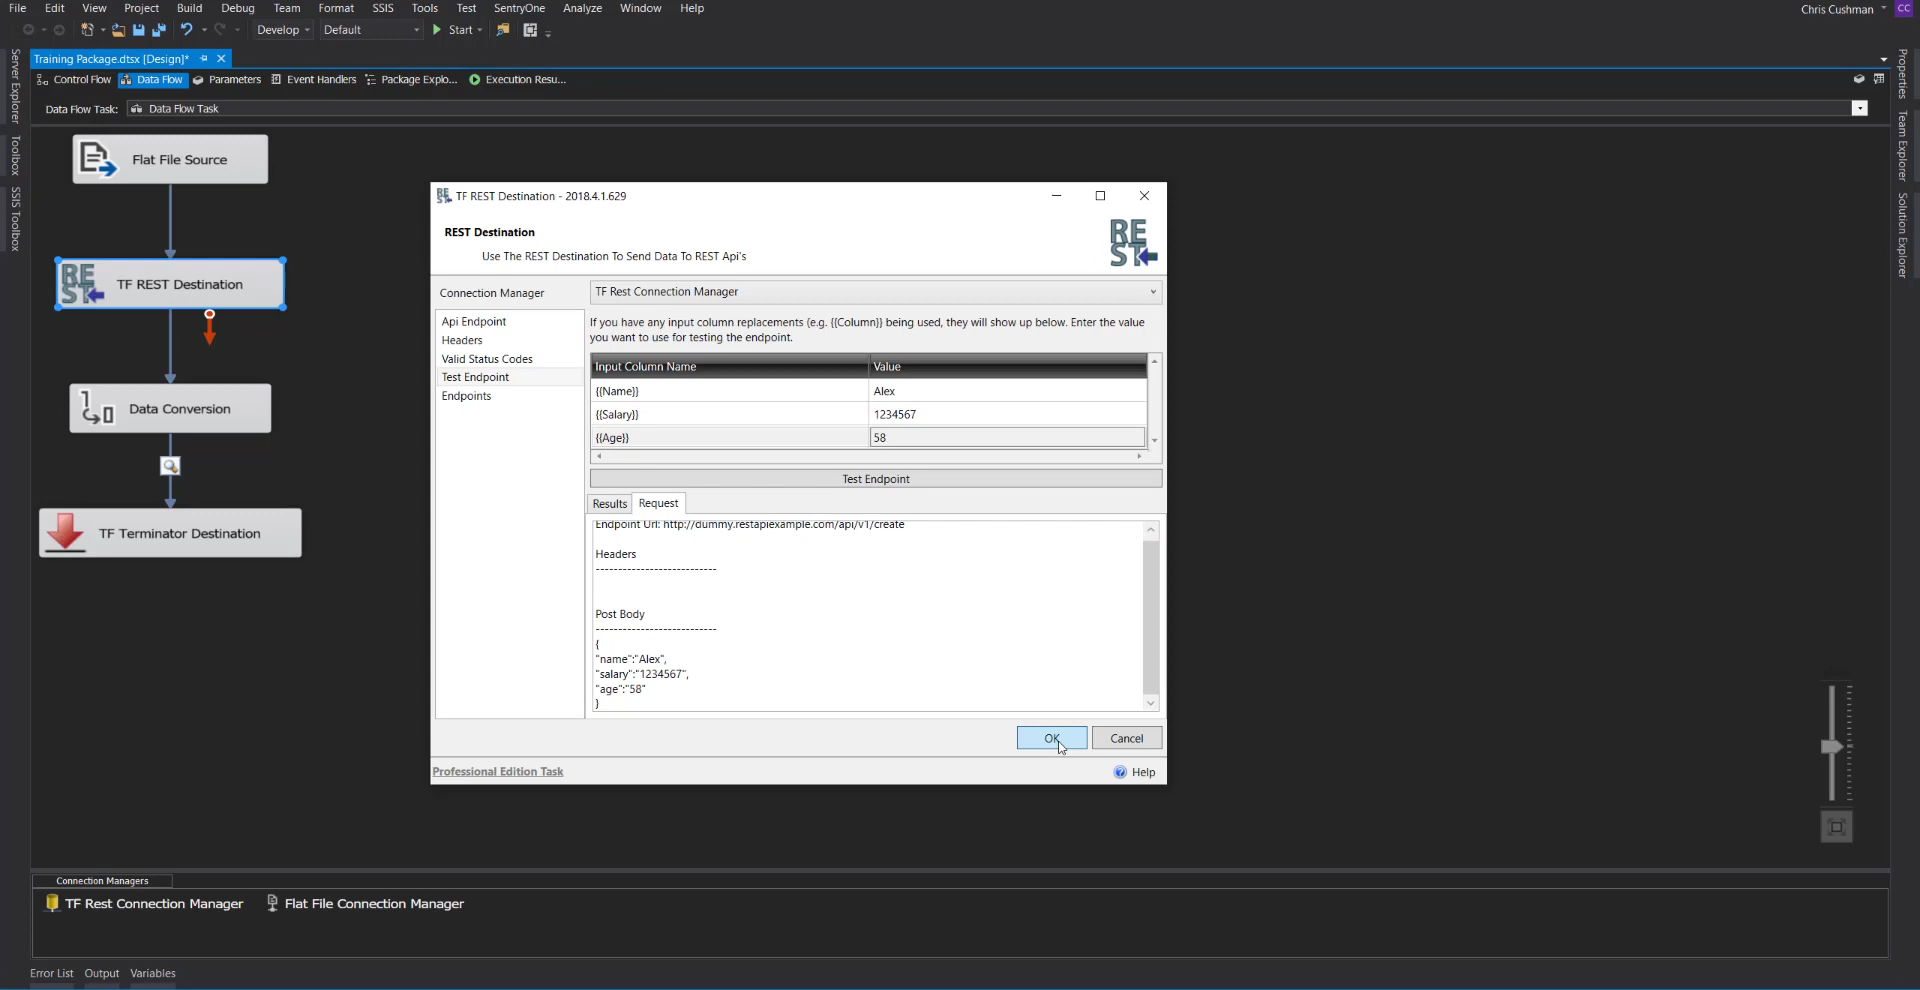 File Edit View Project Build Debug Team Format SSIS Tools Test SentryOne Analyze Window Help
Chris Cushman CC
Develop Default Start
Training Package.dtsx [Design]*
Control Flow Data Flow Parameters Event Handlers Package Explo... Execution Resu...
Data Flow Task: Data Flow Task
Server Explorer
Toolbox
SSIS Toolbox
Properties
Team Explorer
Solution Explorer
Flat File Source
REST
TF REST Destination
Data Conversion
TF Terminator Destination
REST TF REST Destination - 2018.4.1.629
REST Destination
Use The REST Destination To Send Data To REST Api's
REST
Connection Manager TF Rest Connection Manager
Api Endpoint
Headers
Valid Status Codes
Test Endpoint
Endpoints
If you have any input column replacements (e.g. {{Column}} being used, they will show up below. Enter the value
you want to use for testing the endpoint.
Input Column Name Value
{{Name}} Alex
{{Salary}} 1234567
{{Age}} 58
Test Endpoint
Results Request
Endpoint Url: http://dummy.restapiexample.com/api/v1/create
Headers
---------------------------
Post Body
---------------------------
{
"name":"Alex",
"salary":"1234567",
"age":"58"
}
OK Cancel
Professional Edition Task Help
Connection Managers
TF Rest Connection Manager Flat File Connection Manager
Error List Output Variables